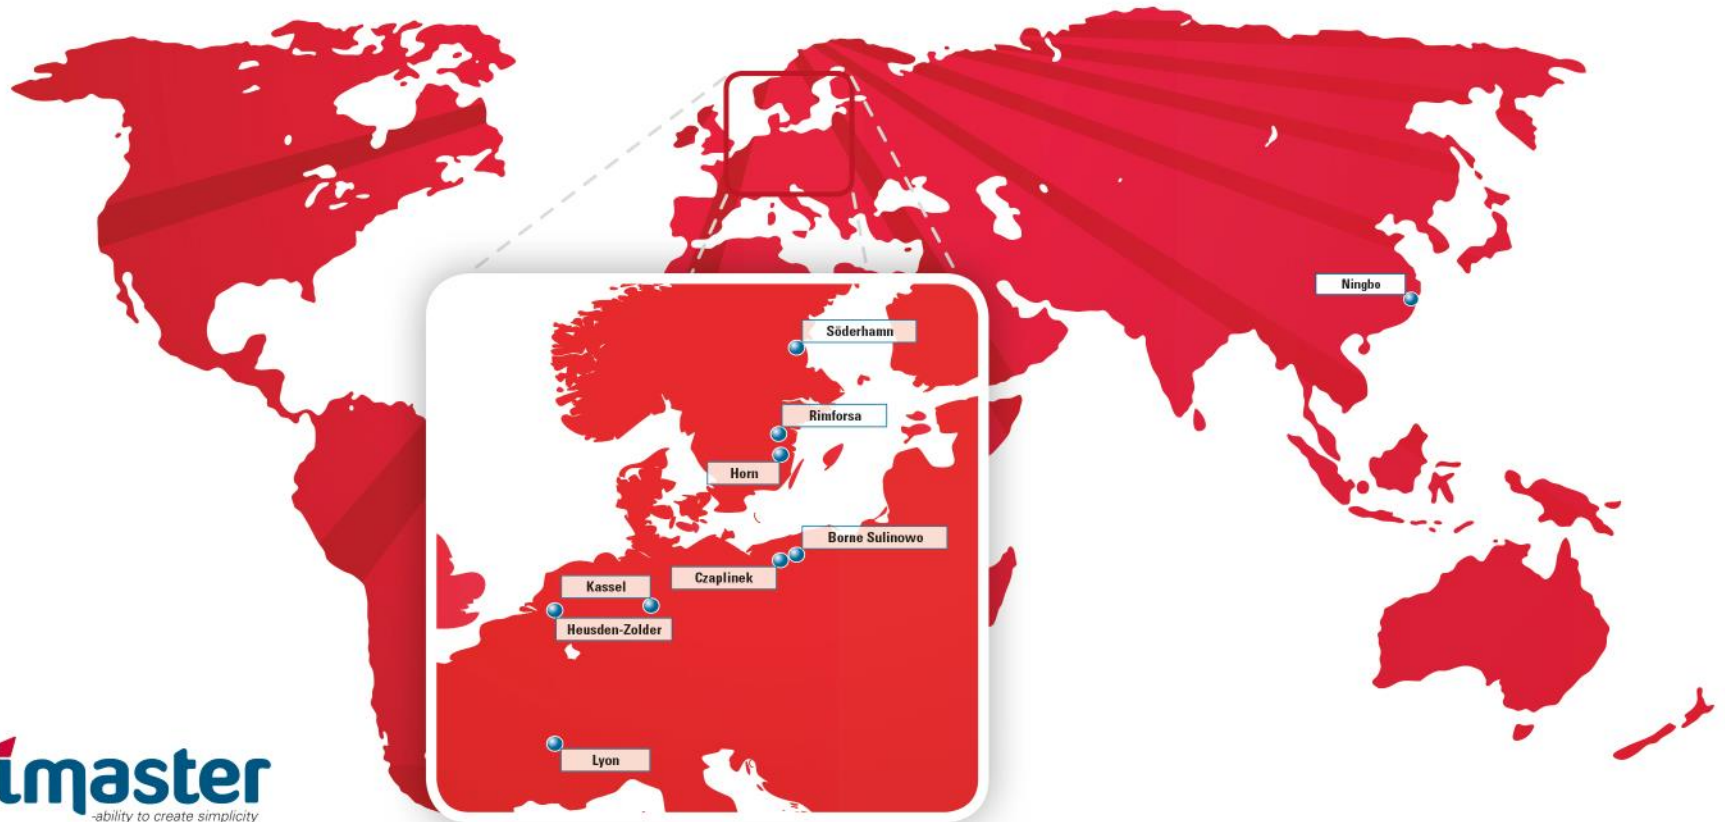 Ningbo
Söderhamn
Rimforsa
Horn
Borne Sulinowo
Czaplinek
Kassel
Heusden-Zolder
Lyon
imaster
-ability to create simplicity